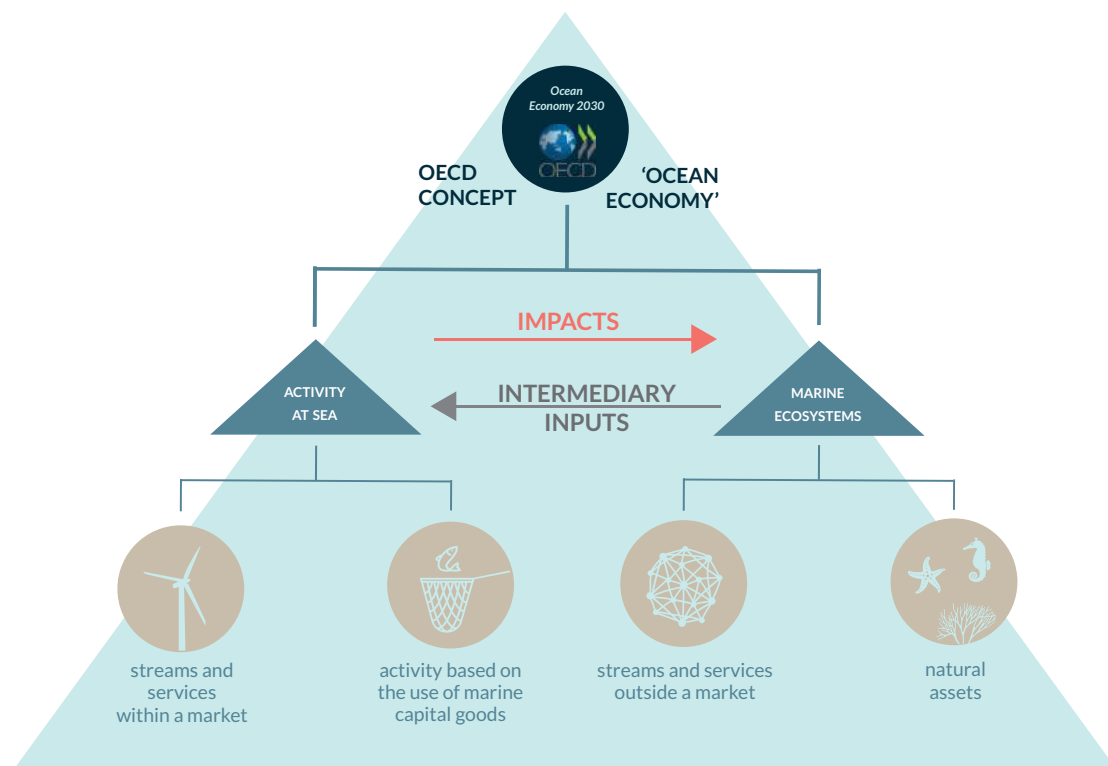 Ocean
Economy 2030
OECD
OECD
CONCEPT
‘OCEAN
ECONOMY’
IMPACTS
INTERMEDIARY
INPUTS
ACTIVITY
AT SEA
MARINE
ECOSYSTEMS
streams and
services
within a market
activity based on
the use of marine
capital goods
streams and services
outside a market
natural
assets